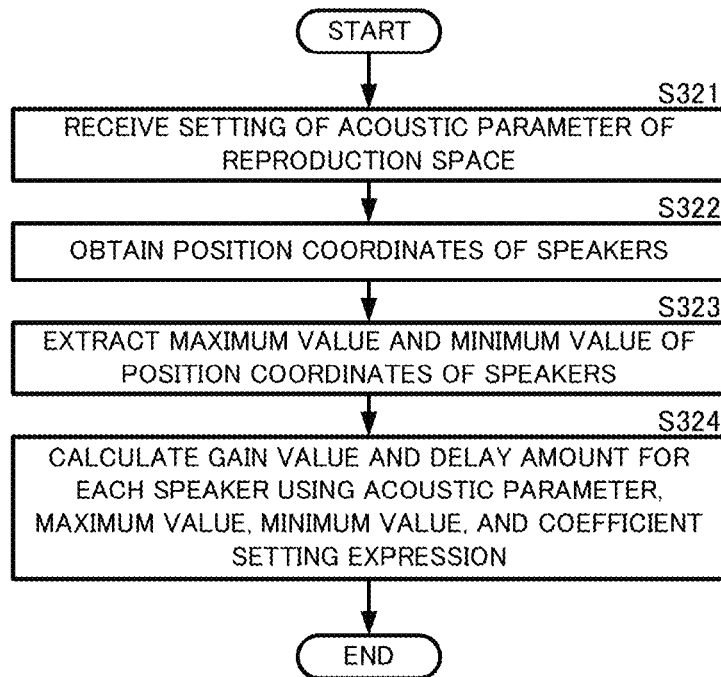 START
S321
RECEIVE SETTING OF ACOUSTIC PARAMETER OF
REPRODUCTION SPACE
S322
OBTAIN POSITION COORDINATES OF SPEAKERS
S323
EXTRACT MAXIMUM VALUE AND MINIMUM VALUE OF
POSITION COORDINATES OF SPEAKERS
S324
CALCULATE GAIN VALUE AND DELAY AMOUNT FOR
EACH SPEAKER USING ACOUSTIC PARAMETER,
MAXIMUM VALUE, MINIMUM VALUE, AND COEFFICIENT
SETTING EXPRESSION
END